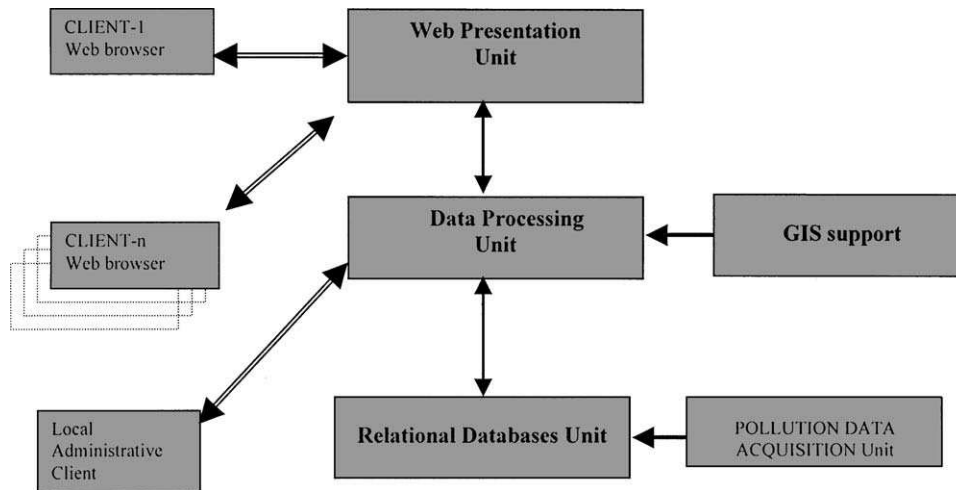 CLIENT-1
Web browser
Web Presentation
Unit
CLIENT-n
Web browser
Data Processing
Unit
GIS support
Local
Administrative
Client
Relational Databases Unit
POLLUTION DATA
ACQUISITION Unit